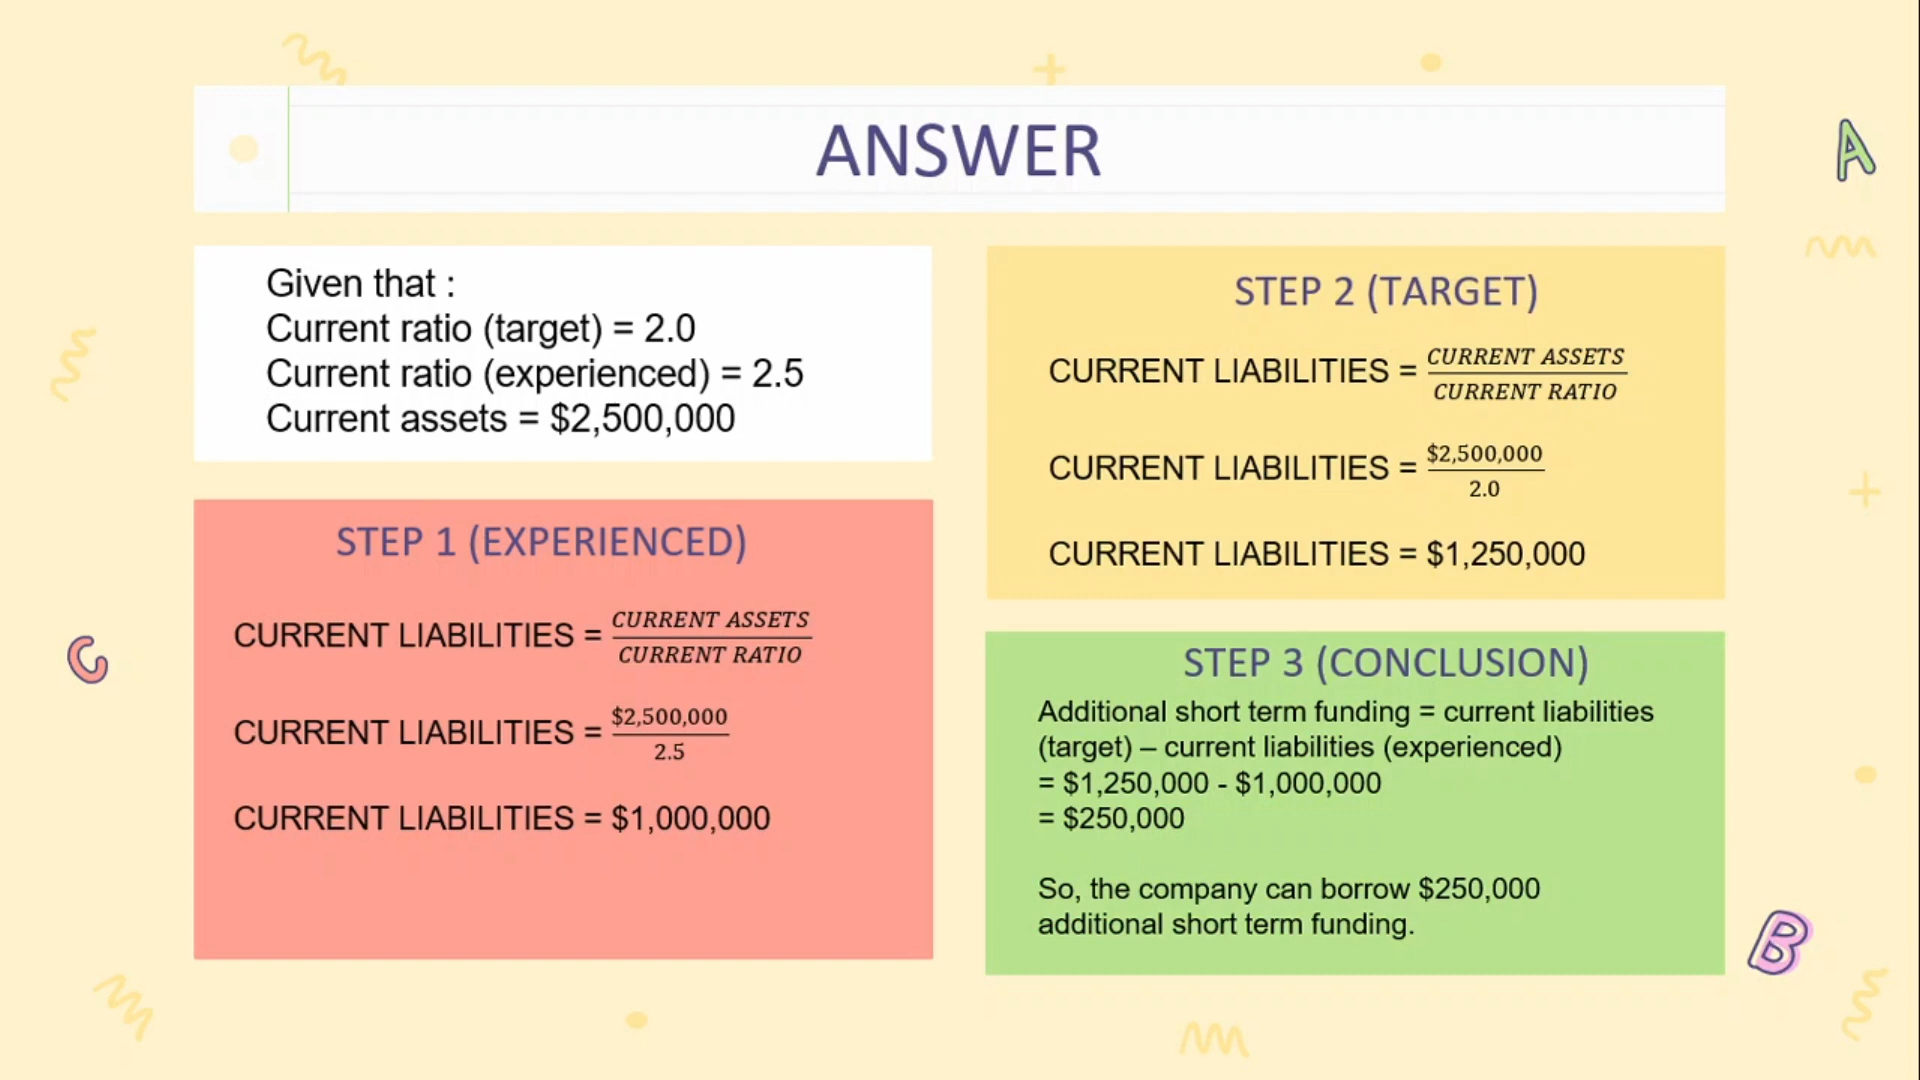 ANSWER
Given that :
Current ratio (target) = 2.0
Current ratio (experienced) = 2.5
Current assets = $2,500,000
STEP 1 (EXPERIENCED)
CURRENT LIABILITIES = CURRENT ASSETS / CURRENT RATIO
CURRENT LIABILITIES = $2,500,000 / 2.5
CURRENT LIABILITIES = $1,000,000
STEP 2 (TARGET)
CURRENT LIABILITIES = CURRENT ASSETS / CURRENT RATIO
CURRENT LIABILITIES = $2,500,000 / 2.0
CURRENT LIABILITIES = $1,250,000
STEP 3 (CONCLUSION)
Additional short term funding = current liabilities
(target) – current liabilities (experienced)
= $1,250,000 - $1,000,000
= $250,000
So, the company can borrow $250,000
additional short term funding.
A
C
B